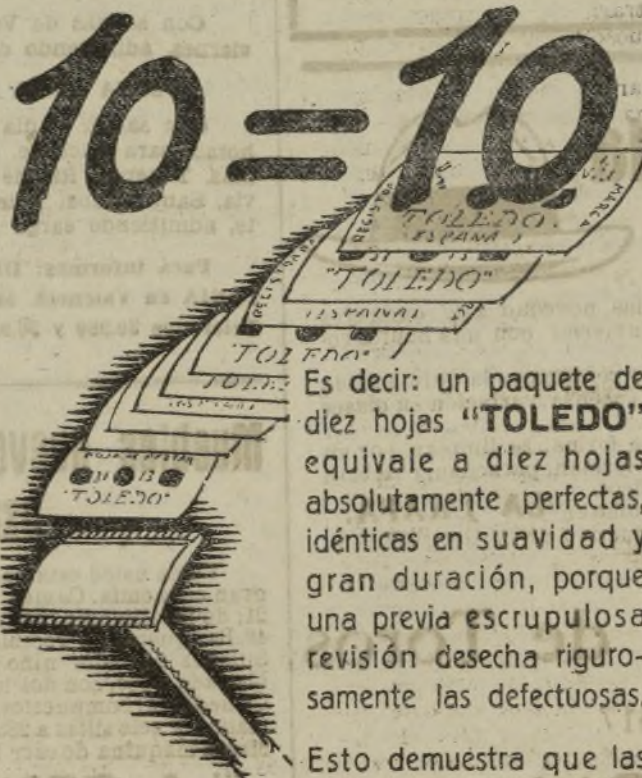 10 = 10
"TOLEDO"
ESPAÑA
REGISTRADA
MARCA
"TOLEDO"
(ESPAÑA)
"TOLEDO"
"TOLEDO"
Es decir: un paquete de
diez hojas "TOLEDO"
equivale a diez hojas
absolutamente perfectas,
idénticas en suavidad y
gran duración, porque
una previa escrupulosa
revisión desecha riguro-
samente las defectuosas.
Esto demuestra que las